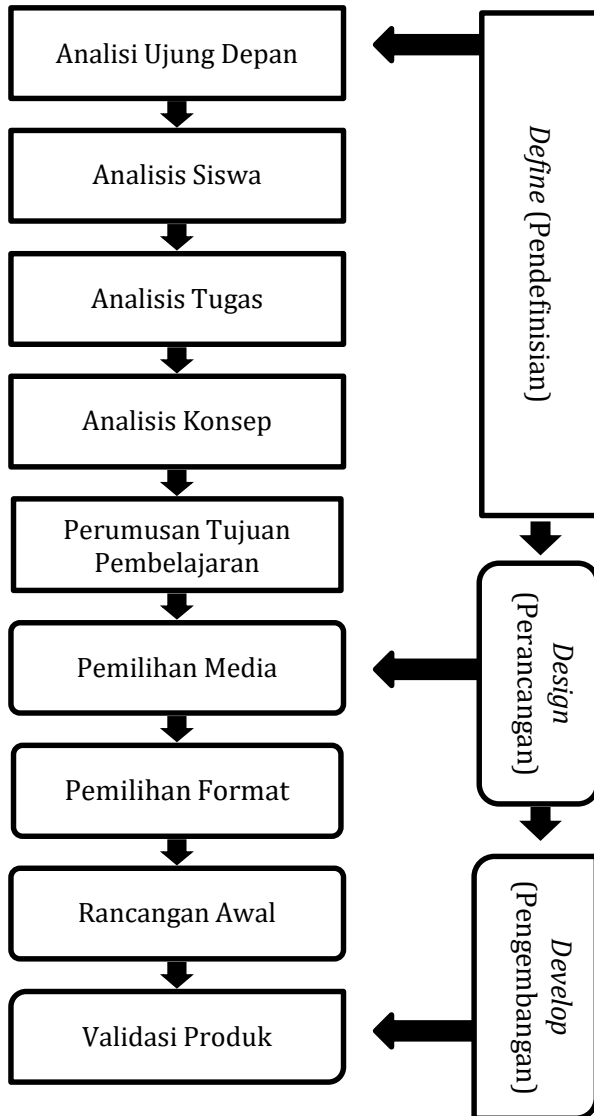 Analisi Ujung Depan
Analisis Siswa
Analisis Tugas
Analisis Konsep
Perumusan Tujuan
Pembelajaran
Pemilihan Media
Pemilihan Format
Rancangan Awal
Validasi Produk
Define (Pendefinisian)
Design
(Perancangan)
Develop
(Pengembangan)